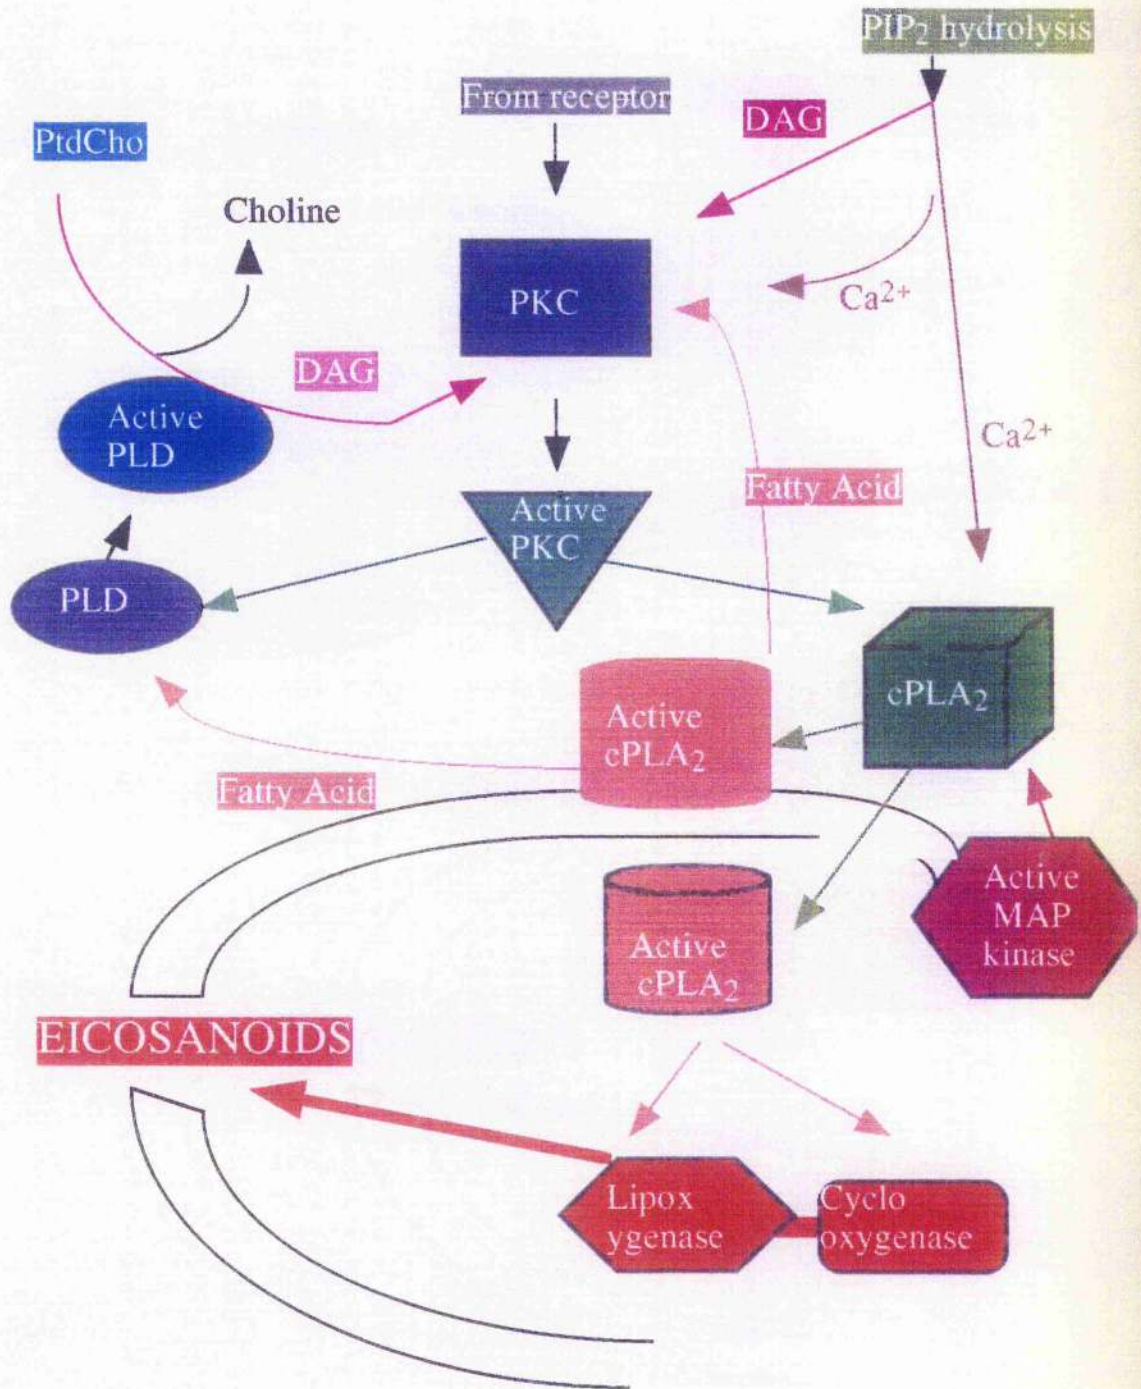 PIP₂ hydrolysis
From receptor
DAG
PtdCho
Choline
PKC
Ca²⁺
DAG
Active
PLD
Ca²⁺
Fatty Acid
Active
PKC
PLD
cPLA₂
Active
cPLA₂
Fatty Acid
Active
MAP
kinase
Active
cPLA₂
EICOSANOIDS
Lipox
ygenase
Cyclo
oxygenase